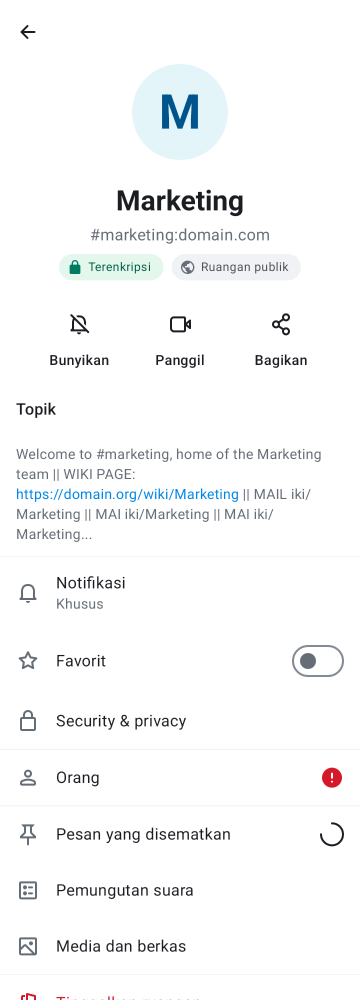 M
Marketing
#marketing:domain.com
Terenkripsi
Ruangan publik
Bunyikan
Panggil
Bagikan
Topik
Welcome to #marketing, home of the Marketing
team || WIKI PAGE:
https://domain.org/wiki/Marketing || MAIL iki/
Marketing || MAI iki/Marketing || MAI iki/
Marketing...
Notifikasi
Khusus
Favorit
Security & privacy
Orang
Pesan yang disematkan
Pemungutan suara
Media dan berkas